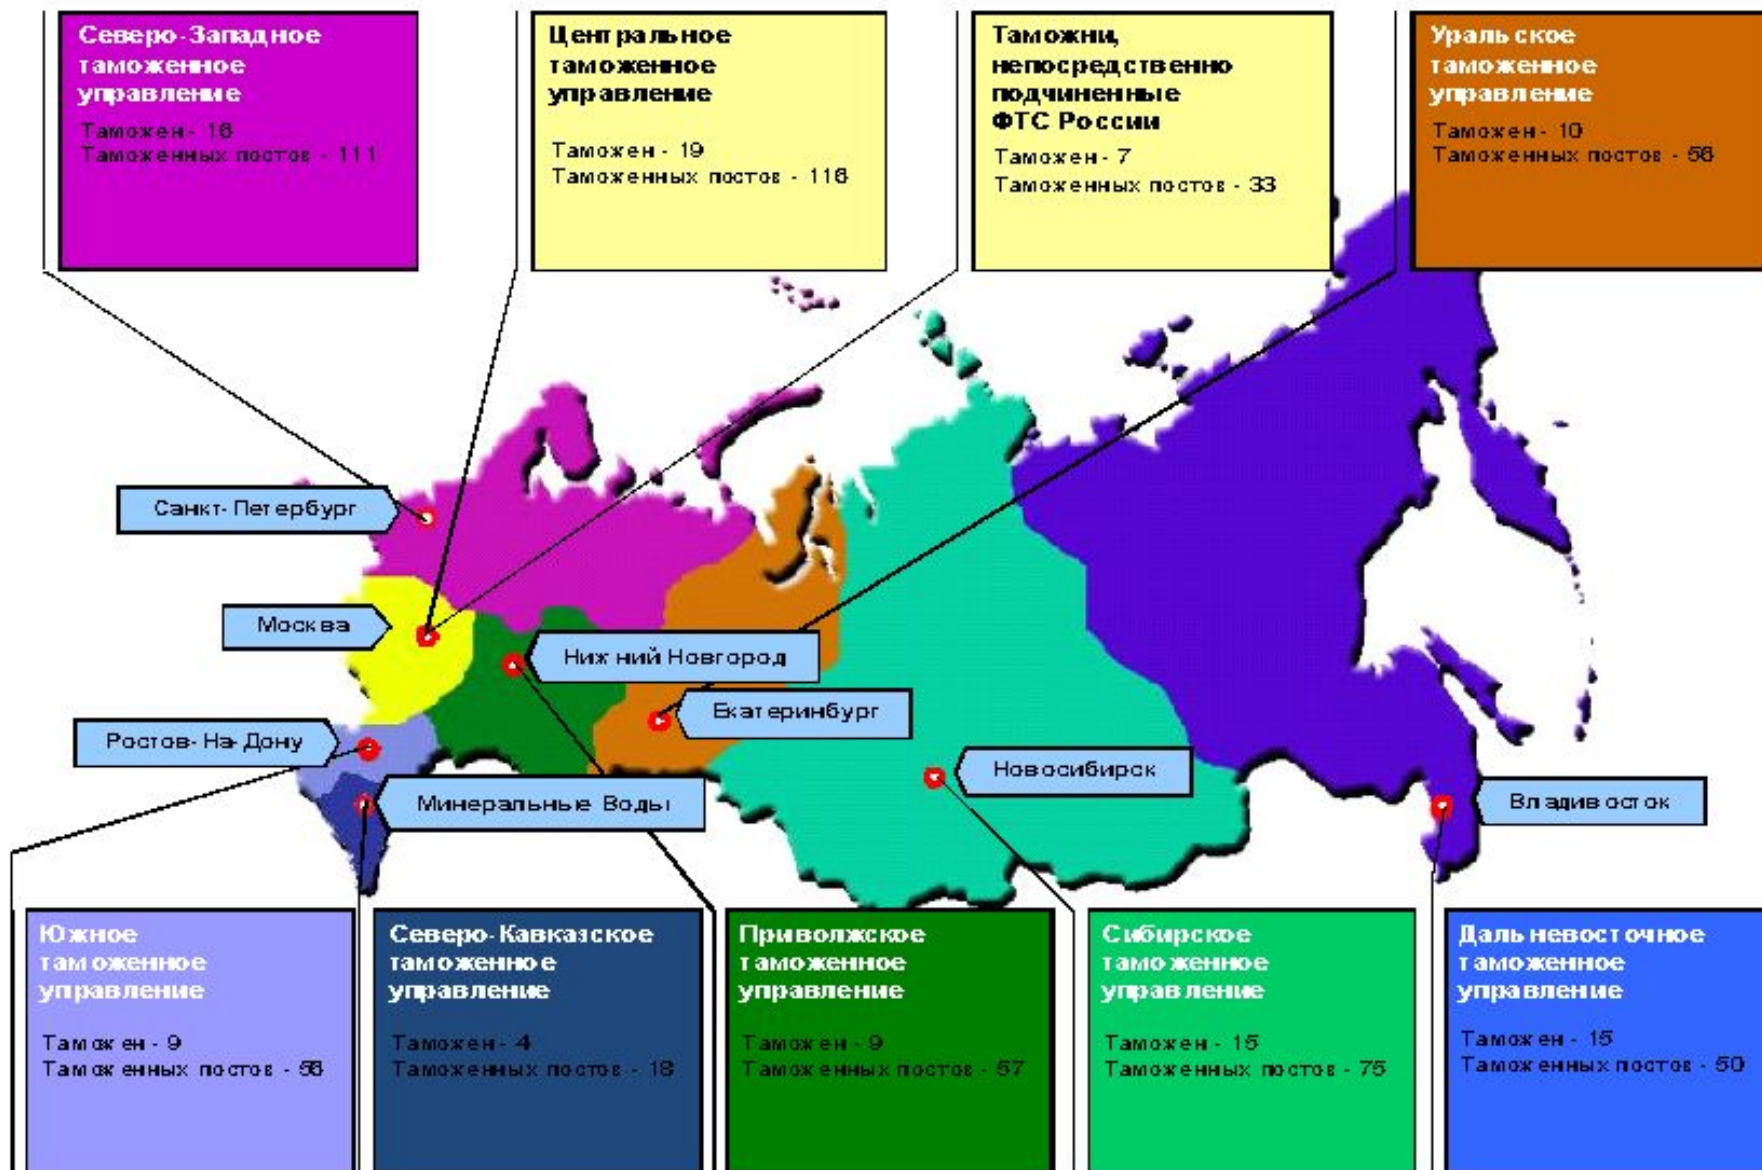 Северо-Западное
таможенное
управление
Таможен - 16
Таможенных постов - 111
Центральное
таможенное
управление
Таможен - 19
Таможенных постов - 116
Таможни,
непосредственно
подчиненные
ФТС России
Таможен - 7
Таможенных постов - 33
Уральское
таможенное
управление
Таможен - 10
Таможенных постов - 56
Санкт-Петербург
Москва
Нижний Новгород
Екатеринбург
Ростов-На-Дону
Новосибирск
Минеральные Воды
Владивосток
Южное
таможенное
управление
Таможен - 9
Таможенных постов - 56
Северо-Кавказское
таможенное
управление
Таможен - 4
Таможенных постов - 18
Приволжское
таможенное
управление
Таможен - 9
Таможенных постов - 57
Сибирское
таможенное
управление
Таможен - 15
Таможенных постов - 75
Дальневосточное
таможенное
управление
Таможен - 15
Таможенных постов - 50